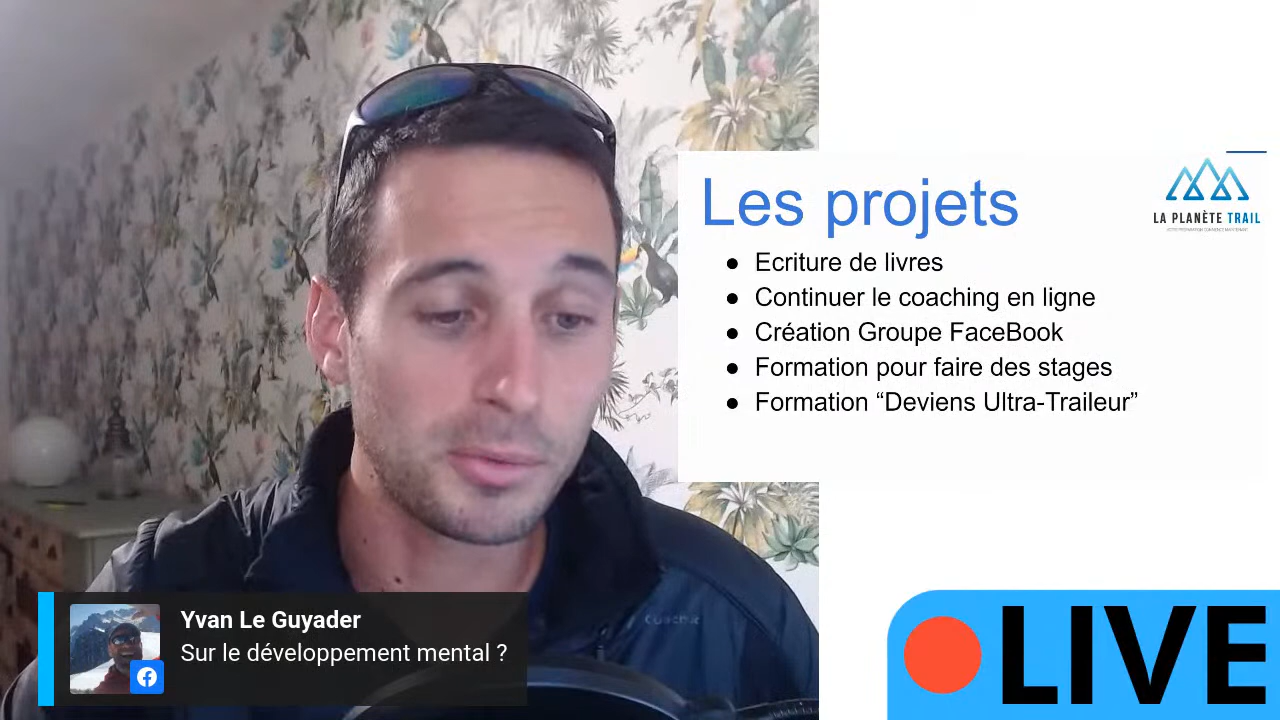 Les projets
LA PLANÈTE TRAIL
● Ecriture de livres
● Continuer le coaching en ligne
● Création Groupe FaceBook
● Formation pour faire des stages
● Formation “Deviens Ultra-Traileur”
Yvan Le Guyader
Sur le développement mental ?
LIVE